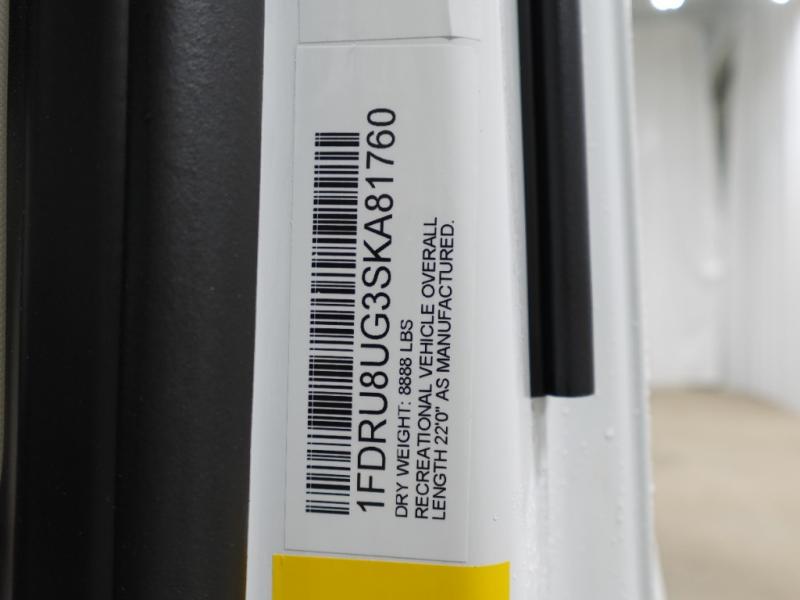 1FDRU8UG3SKA81760
DRY WEIGHT: 8888 LBS
RECREATIONAL VEHICLE OVERALL
LENGTH 22'0" AS MANUFACTURED.